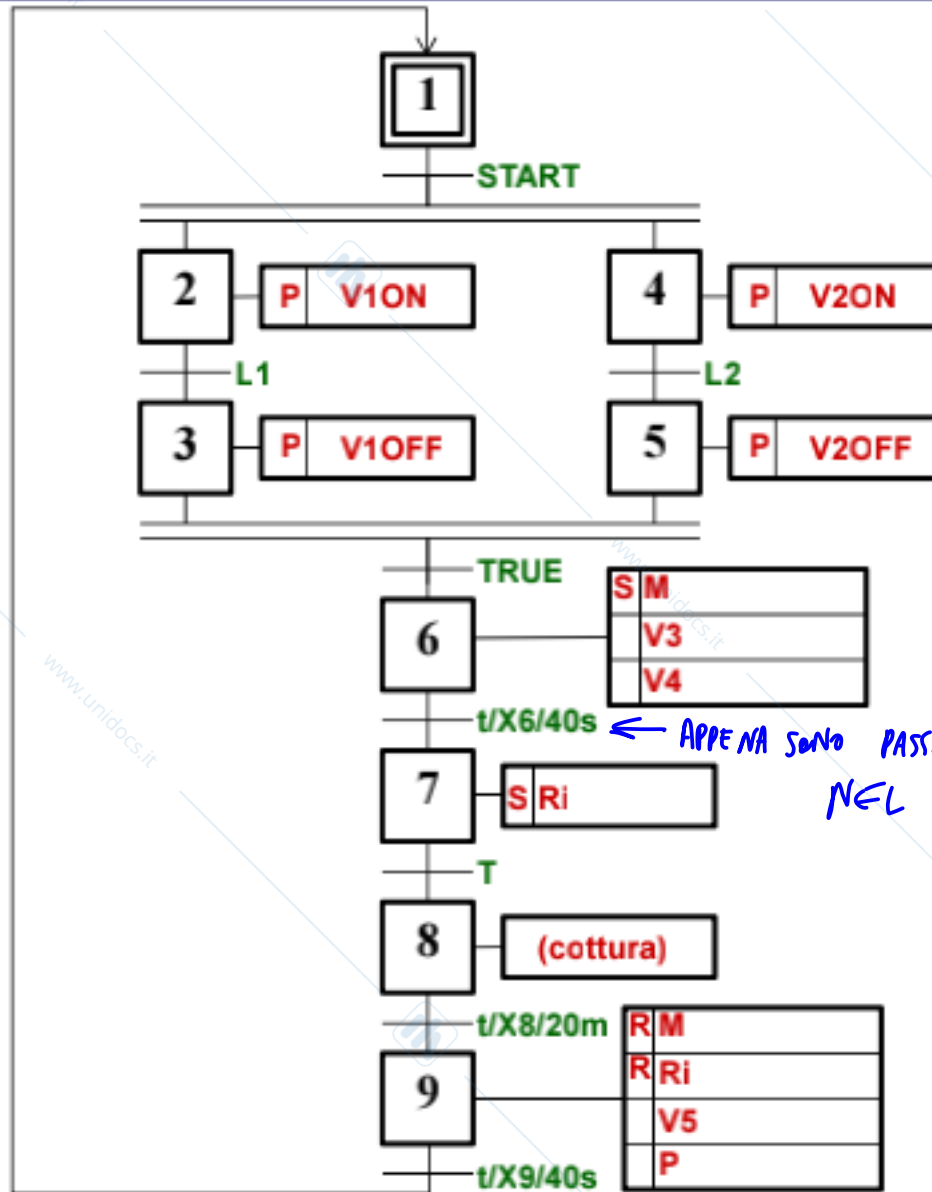 1
START
2
P V1ON
4
P V2ON
L1
L2
3
P V1OFF
5
P V2OFF
www.unidocs.it
TRUE
6
S M
V3
V4
www.unidocs.it
t/X6/40s
← APPENA SONO
NEL
7
S Ri
T
8
(cottura)
t/X8/20m
R M
R Ri
V5
P
9
t/X9/40s